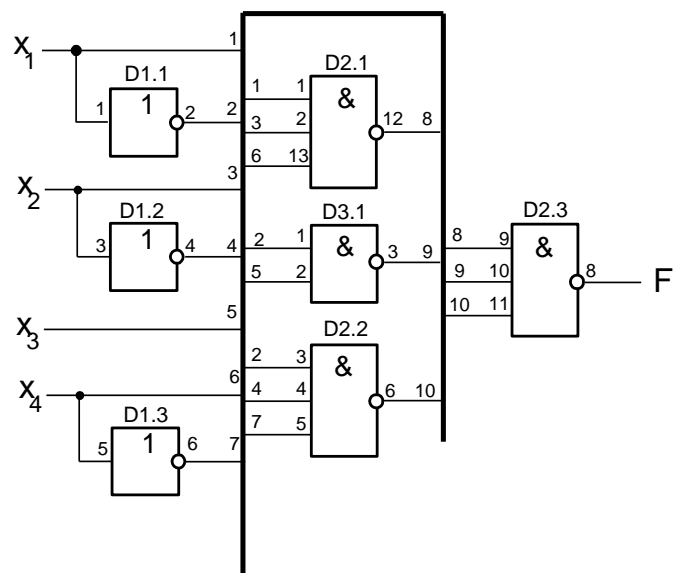 x1 1
D1.1 D2.1
1 1 2 2 1 1 & 12 8
3 2
6 13
x2 3
D1.2 D3.1 D2.3
3 1 4 4 2 1 & 3 9 8 9 & 8 F
5 2 9 10
x3 5 10 11
D2.2
x4 6 2 3 & 6 10
4 4
D1.3 7 5
5 1 6 7